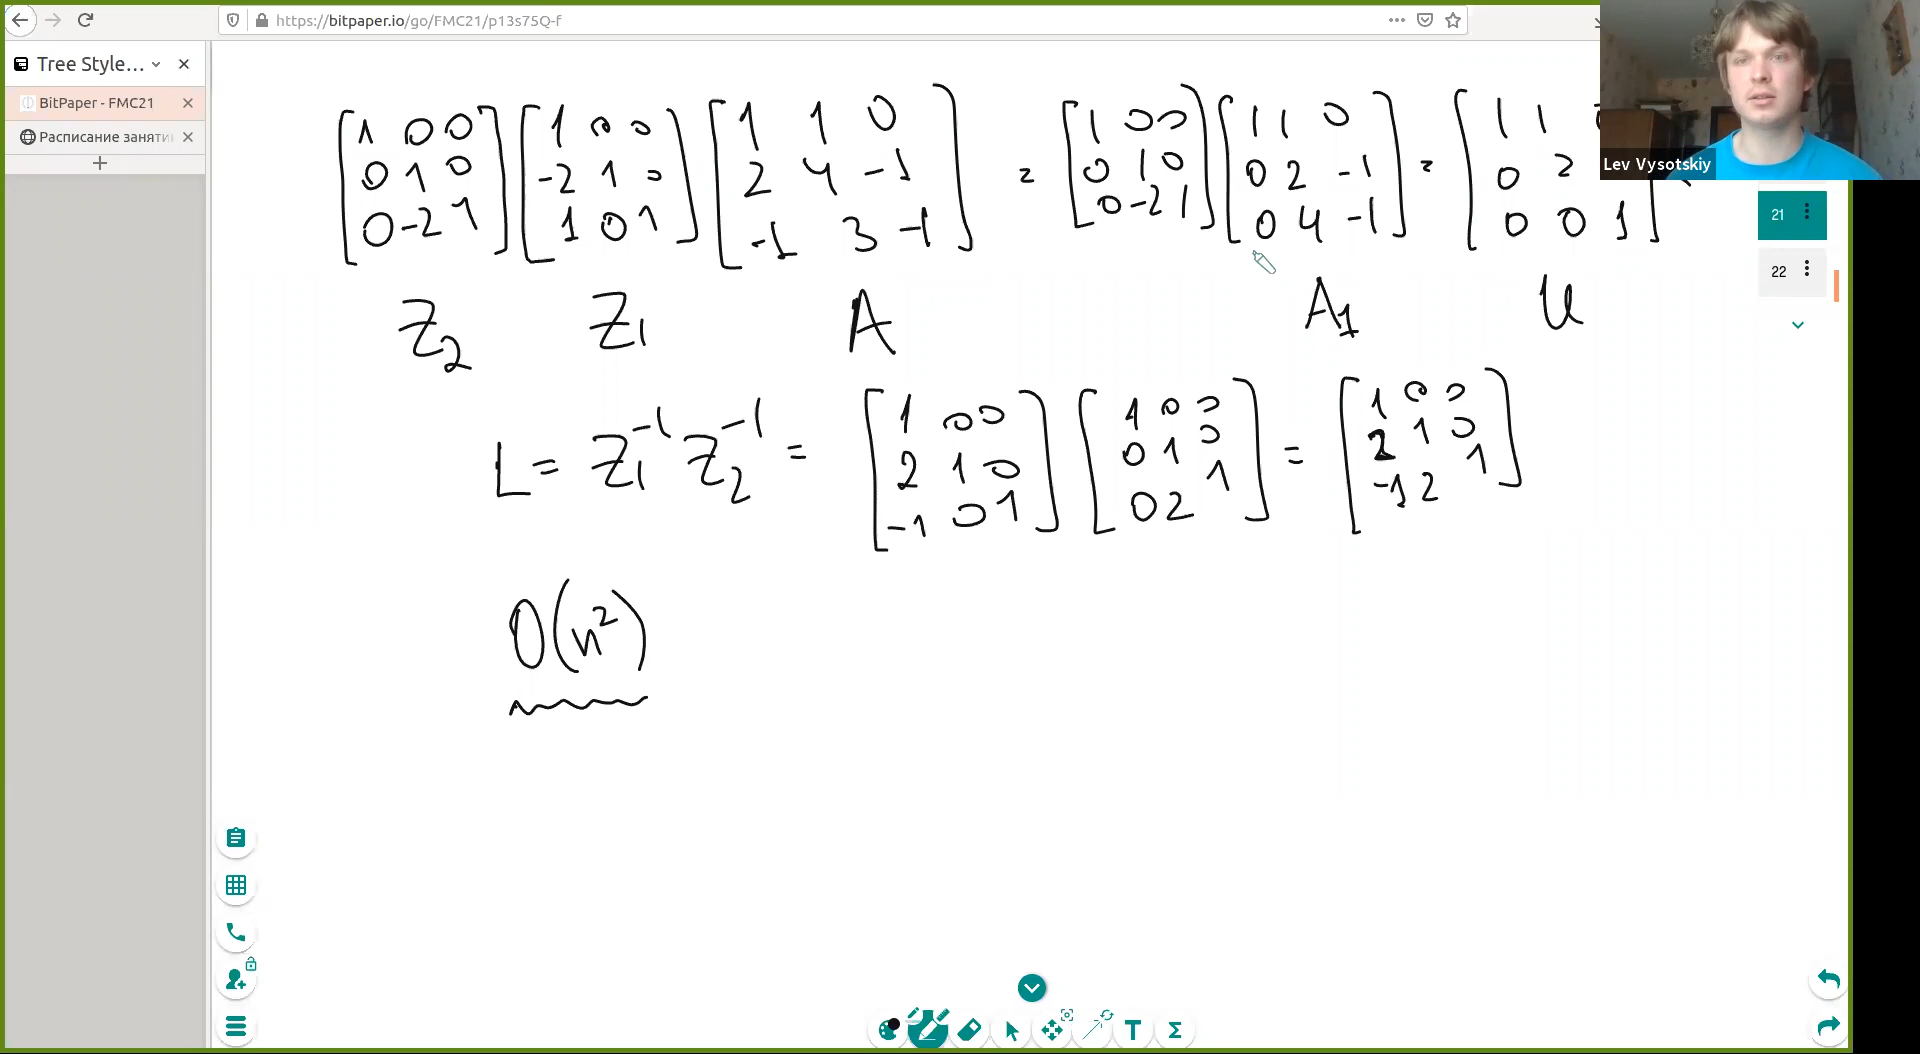 https://bitpaper.io/go/FMC21/p13s75Q-f
Tree Style...
BitPaper - FMC21
Расписание заняти
Lev Vysotskiy
21
22
[1 0 0] [1 0 0] [1 1 0] = [1 0 0] [1 1 0] = [1 1
[0 1 0] [-2 1 0] [2 4 -1] [0 1 0] [0 2 -1] [0 2
[0 -2 1] [1 0 1] [-1 3 -1] [0 -2 1] [0 4 -1] [0 0 1]
Z₂ Z₁ A A₁ U
L = Z₁⁻¹ Z₂⁻¹ = [1 0 0] [1 0 0] = [1 0 0]
[2 1 0] [0 1 0] [2 1 0]
[-1 0 1] [0 2 1] [-1 2 1]
O(n²)
T
Σ